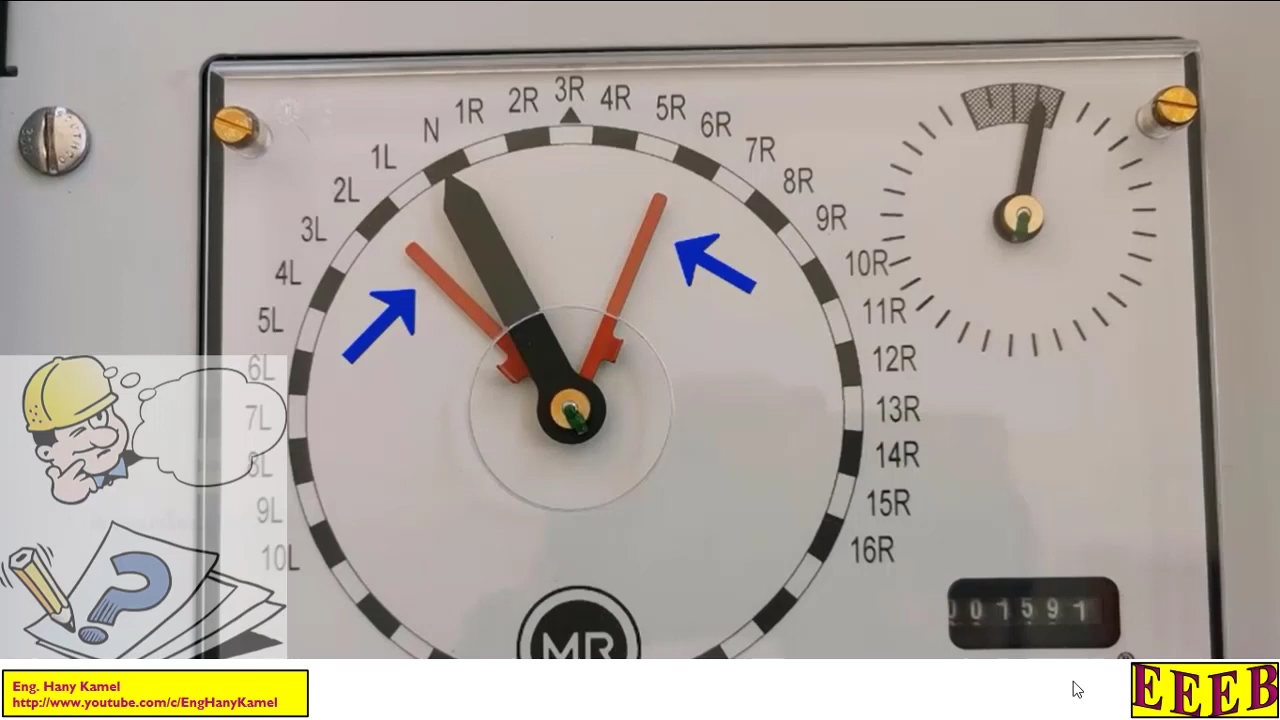 3R
2R
4R
1R
5R
N
6R
1L
7R
2L
8R
3L
9R
4L
10R
5L
11R
6L
12R
7L
13R
8L
14R
9L
15R
10L
16R
001591
MR
Eng. Hany Kamel
http://www.youtube.com/c/EngHanyKamel
EEEB